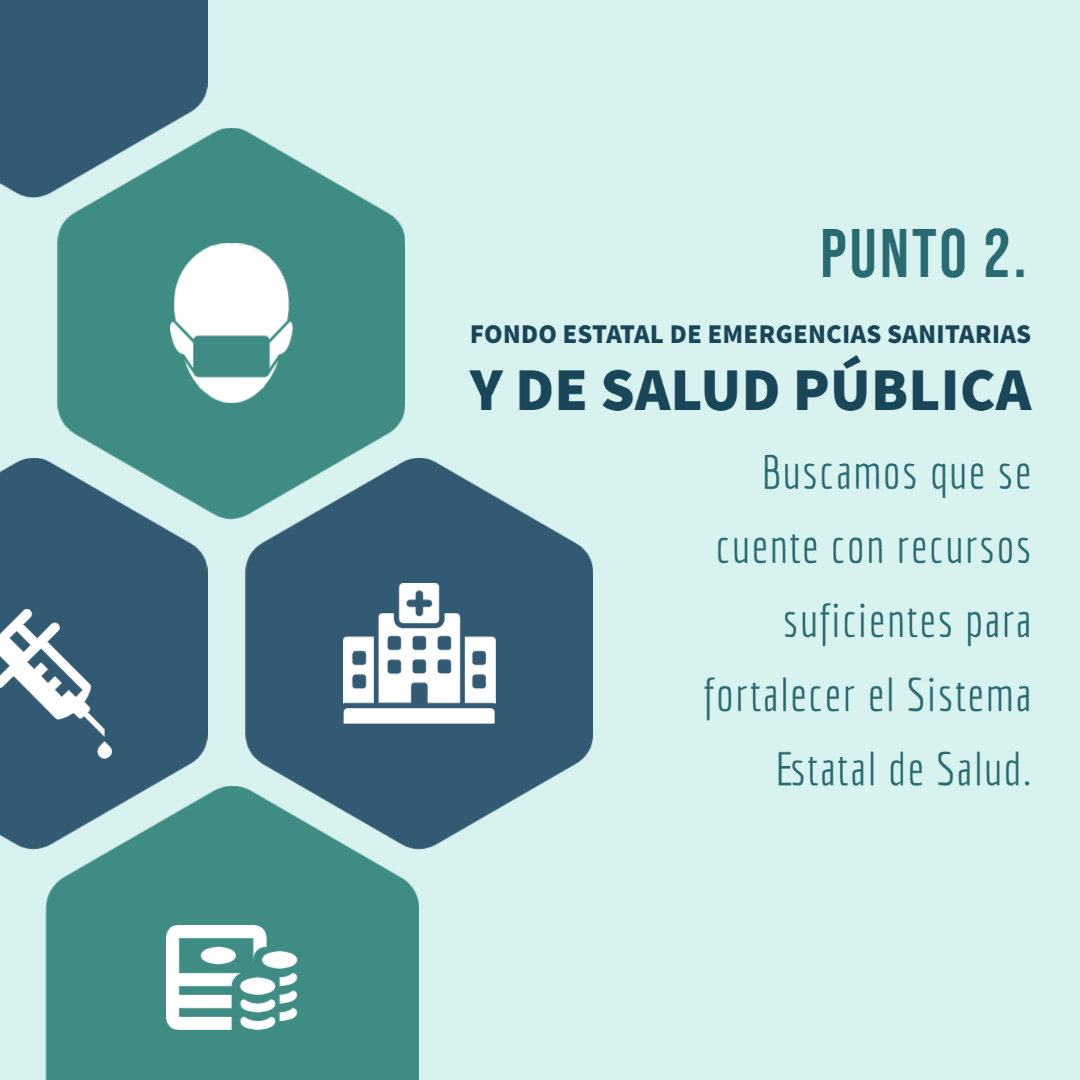 PUNTO 2.
FONDO ESTATAL DE EMERGENCIAS SANITARIAS
Y DE SALUD PÚBLICA
Buscamos que se
cuente con recursos
suficientes para
fortalecer el Sistema
Estatal de Salud.